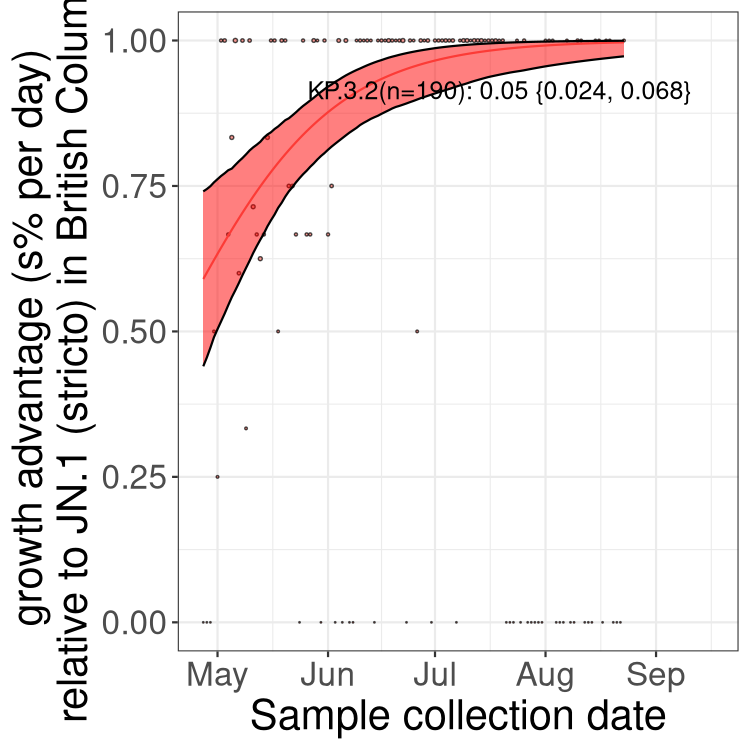 growth advantage (s% per day)
relative to JN.1 (stricto) in British Colum
1.00
0.75
0.50
0.25
0.00
KP.3.2(n=190): 0.05 {0.024, 0.068}
May Jun Jul Aug Sep
Sample collection date